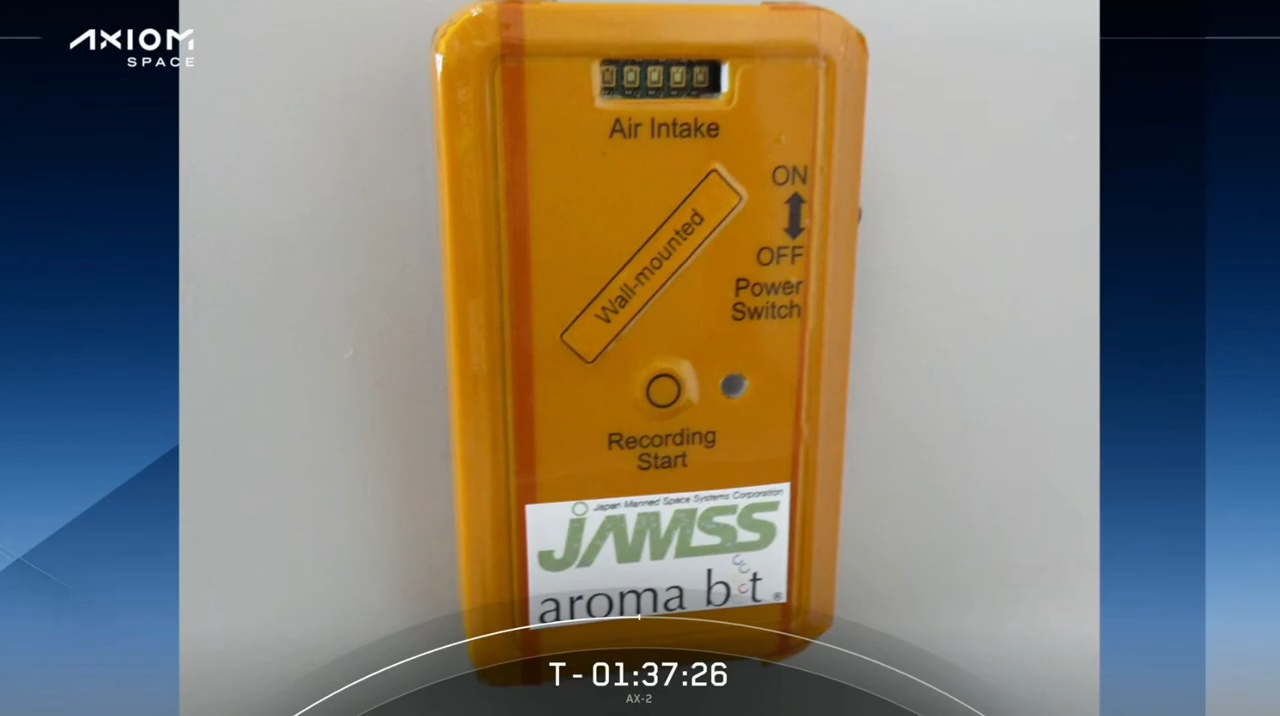 AXIOM
SPACE
Air Intake
ON
OFF
Power
Switch
Wall-mounted
Recording
Start
Japan Manned Space Systems Corporation
JAMSS
aroma bit ®
T - 01:37:26
AX-2